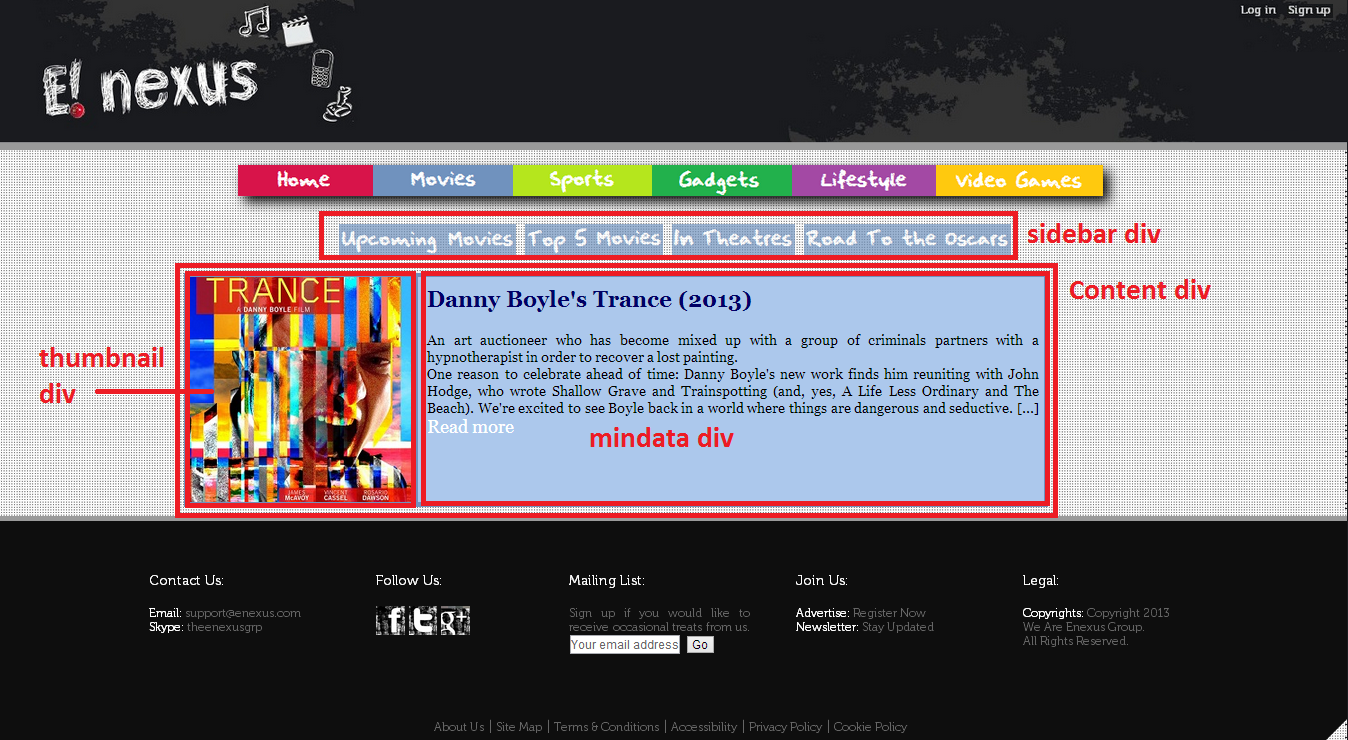 Log in Sign up
E! nexus
Home Movies Sports Gadgets Lifestyle Video Games
Upcoming Movies Top 5 Movies In Theatres Road To the Oscars
sidebar div
Content div
thumbnail
div
TRANCE
A DANNY BOYLE FILM
JAMES McAVOY
VINCENT CASSEL
ROSARIO DAWSON
Danny Boyle's Trance (2013)
An art auctioneer who has become mixed up with a group of criminals partners with a
hypnotherapist in order to recover a lost painting.
One reason to celebrate ahead of time: Danny Boyle's new work finds him reuniting with John
Hodge, who wrote Shallow Grave and Trainspotting (and, yes, A Life Less Ordinary and The
Beach). We're excited to see Boyle back in a world where things are dangerous and seductive. [...]
Read more
mindata div
Contact Us:
Email: support@enexus.com
Skype: theenexusgrp
Follow Us:
f t g+
Mailing List:
Sign up if you would like to
receive occasional treats from us.
Your email address Go
Join Us:
Advertise: Register Now
Newsletter: Stay Updated
Legal:
Copyrights: Copyright 2013
We Are Enexus Group.
All Rights Reserved.
About Us | Site Map | Terms & Conditions | Accessibility | Privacy Policy | Cookie Policy